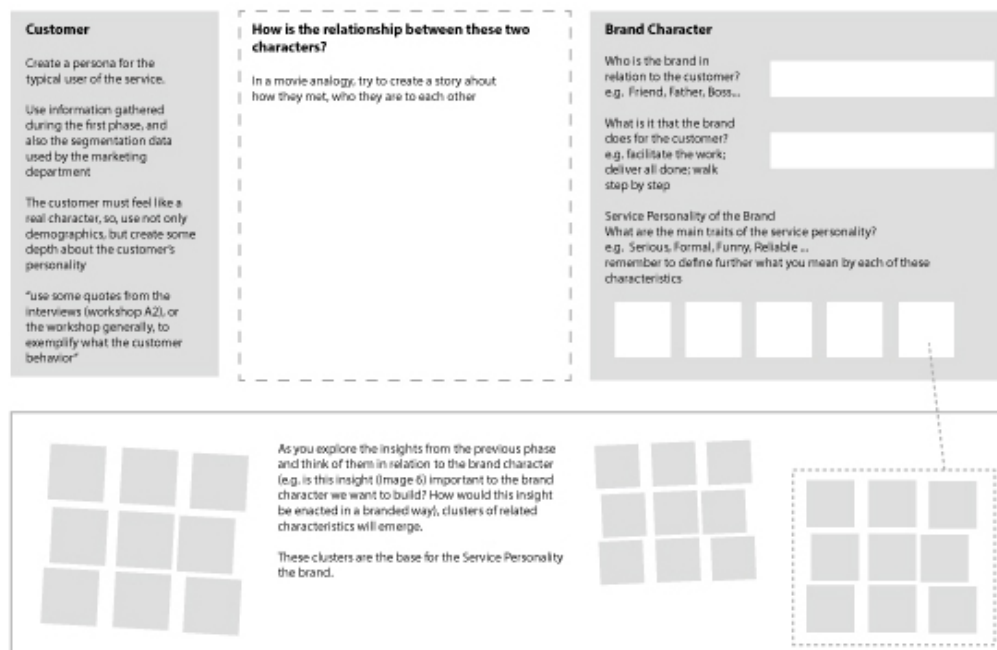 Customer
Create a persona for the
typical user of the service.
Use information gathered
during the first phase, and
also the segmentation data
used by the marketing
department
The customer must feel like a
real character, so, use not only
demographics, but create some
depth about the customer's
personality
"use some quotes from the
interviews (workshop A2), or
the workshop generally, to
exemplify what the customer
behavior"
How is the relationship between these two
characters?
In a movie analogy, try to create a story about
how they met, who they are to each other
Brand Character
Who is the brand in
relation to the customer?
e.g. Friend, Father, Boss...
What is it that the brand
does for the customer?
e.g. facilitate the work;
deliver all done; walk
step by step
Service Personality of the Brand
What are the main traits of the service personality?
e.g. Serious, Formal, Funny, Reliable ...
remember to define further what you mean by each of these
characteristics
As you explore the insights from the previous phase
and think of them in relation to the brand character
(e.g. is this insight (Image 6) important to the brand
character we want to build? How would this insight
be enacted in a branded way), clusters of related
characteristics will emerge.
These clusters are the base for the Service Personality
the brand.